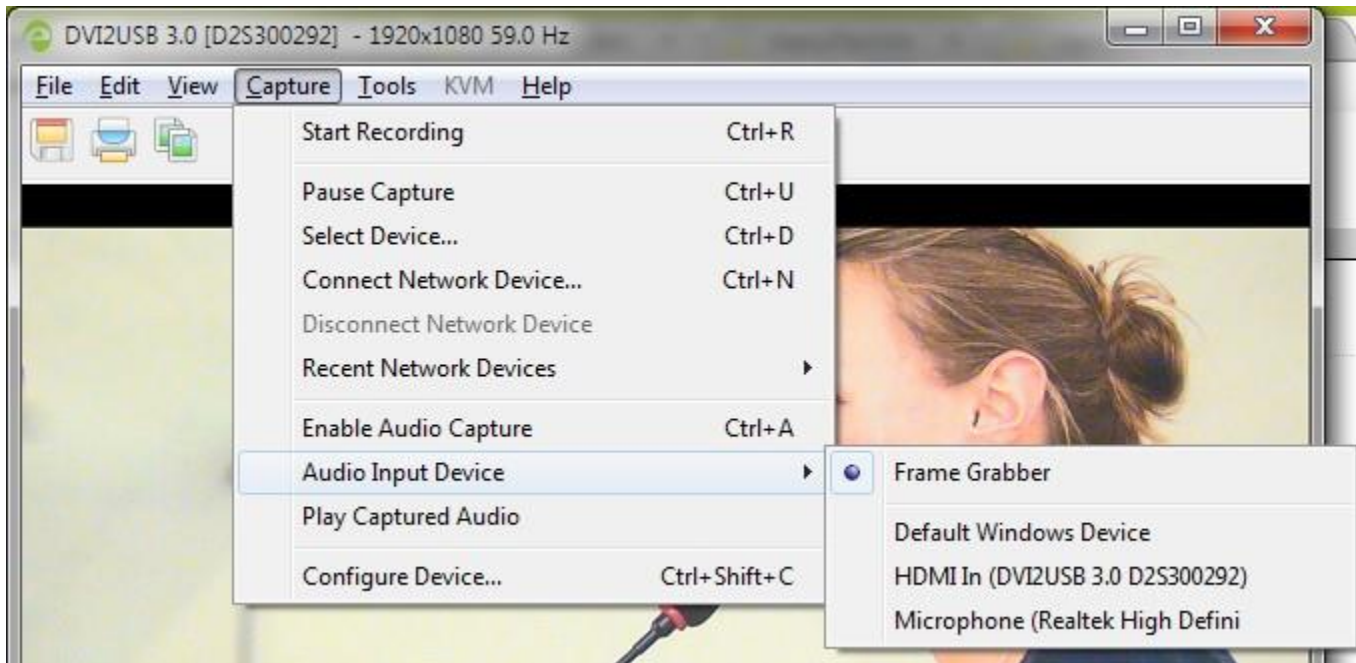 DVI2USB 3.0 [D2S300292] - 1920x1080 59.0 Hz
File Edit View Capture Tools KVM Help
Start Recording Ctrl+R
Pause Capture Ctrl+U
Select Device... Ctrl+D
Connect Network Device... Ctrl+N
Disconnect Network Device
Recent Network Devices
Enable Audio Capture Ctrl+A
Audio Input Device
Play Captured Audio
Configure Device... Ctrl+Shift+C
Frame Grabber
Default Windows Device
HDMI In (DVI2USB 3.0 D2S300292)
Microphone (Realtek High Defini